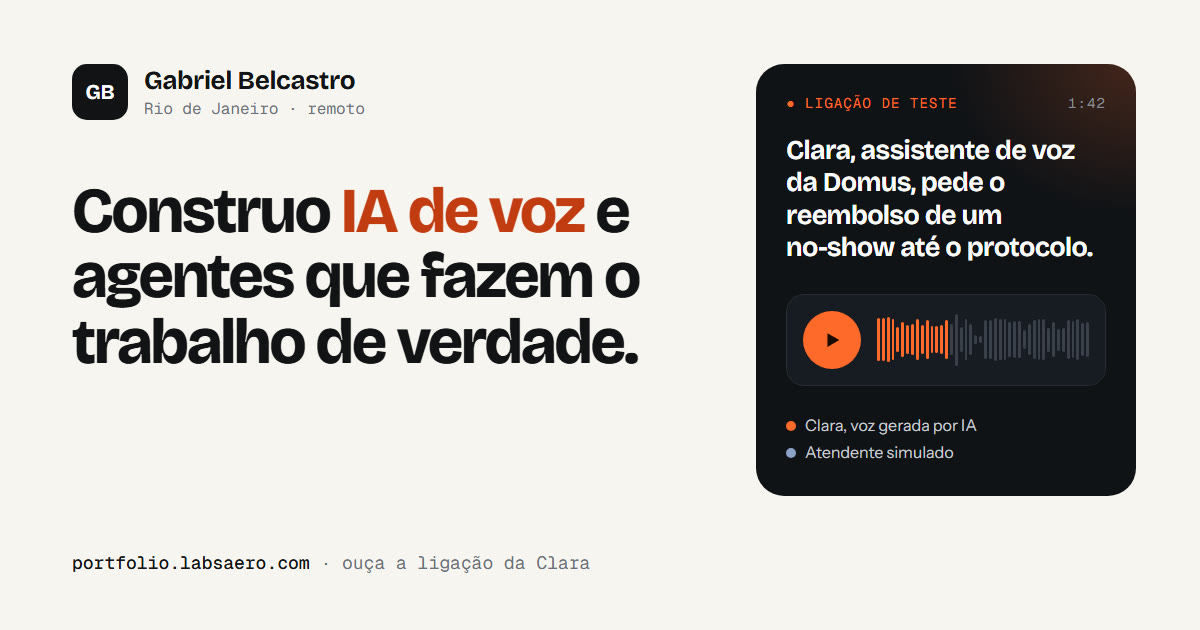 GB
Gabriel Belcastro
Rio de Janeiro · remoto
Construo IA de voz e
agentes que fazem o
trabalho de verdade.
portfolio.labsaero.com · ouça a ligação da Clara
● LIGAÇÃO DE TESTE 1:42
Clara, assistente de voz
da Domus, pede o
reembolso de um
no-show até o protocolo.
Clara, voz gerada por IA
Atendente simulado